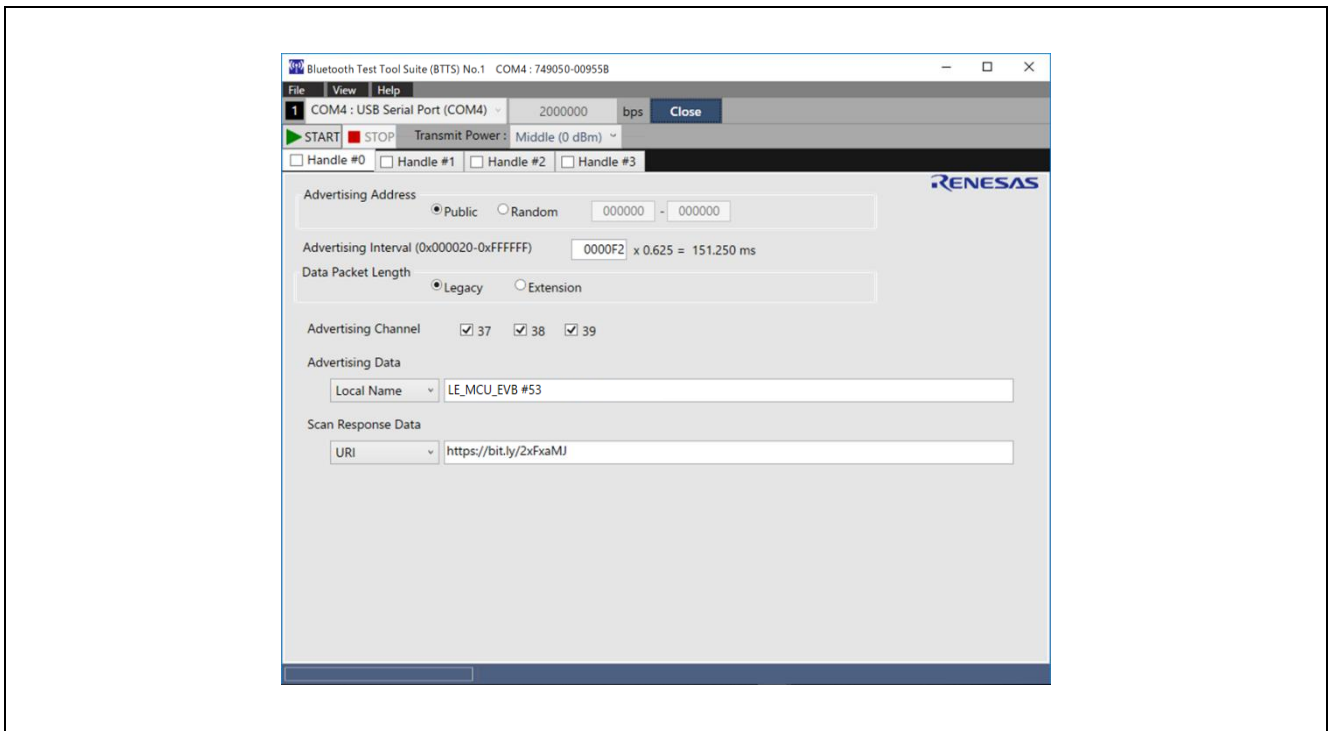 Bluetooth Test Tool Suite (BTTS) No.1 COM4 : 749050-00955B
File View Help
1 COM4 : USB Serial Port (COM4) 2000000 bps Close
START STOP Transmit Power : Middle (0 dBm)
Handle #0 Handle #1 Handle #2 Handle #3
RENESAS
Advertising Address
Public Random 000000 - 000000
Advertising Interval (0x000020-0xFFFFFF) 0000F2 x 0.625 = 151.250 ms
Data Packet Length
Legacy Extension
Advertising Channel 37 38 39
Advertising Data
Local Name LE_MCU_EVB #53
Scan Response Data
URI https://bit.ly/2xFxaMJ